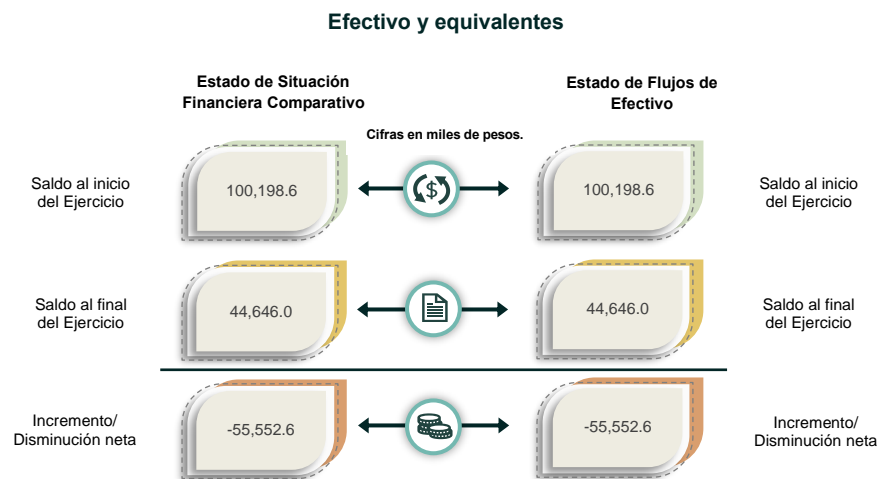 Efectivo y equivalentes
Estado de Situación
Financiera Comparativo
Estado de Flujos de
Efectivo
Cifras en miles de pesos.
Saldo al inicio
del Ejercicio
100,198.6
$
100,198.6
Saldo al inicio
del Ejercicio
Saldo al final
del Ejercicio
44,646.0
44,646.0
Saldo al final
del Ejercicio
Incremento/
Disminución neta
-55,552.6
-55,552.6
Incremento/
Disminución neta